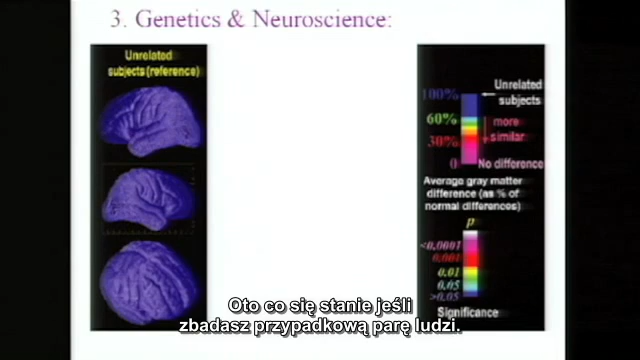 3. Genetics & Neuroscience:
Unrelated
subjects (reference)
100%
Unrelated
subjects
60%
more
similar
30%
0
No difference
Average gray matter
difference (as % of
normal differences)
p
<0.0001
0.001
0.01
0.05
>0.05
Significance
Oto co się stanie jeśli
zbadasz przypadkową parę ludzi.